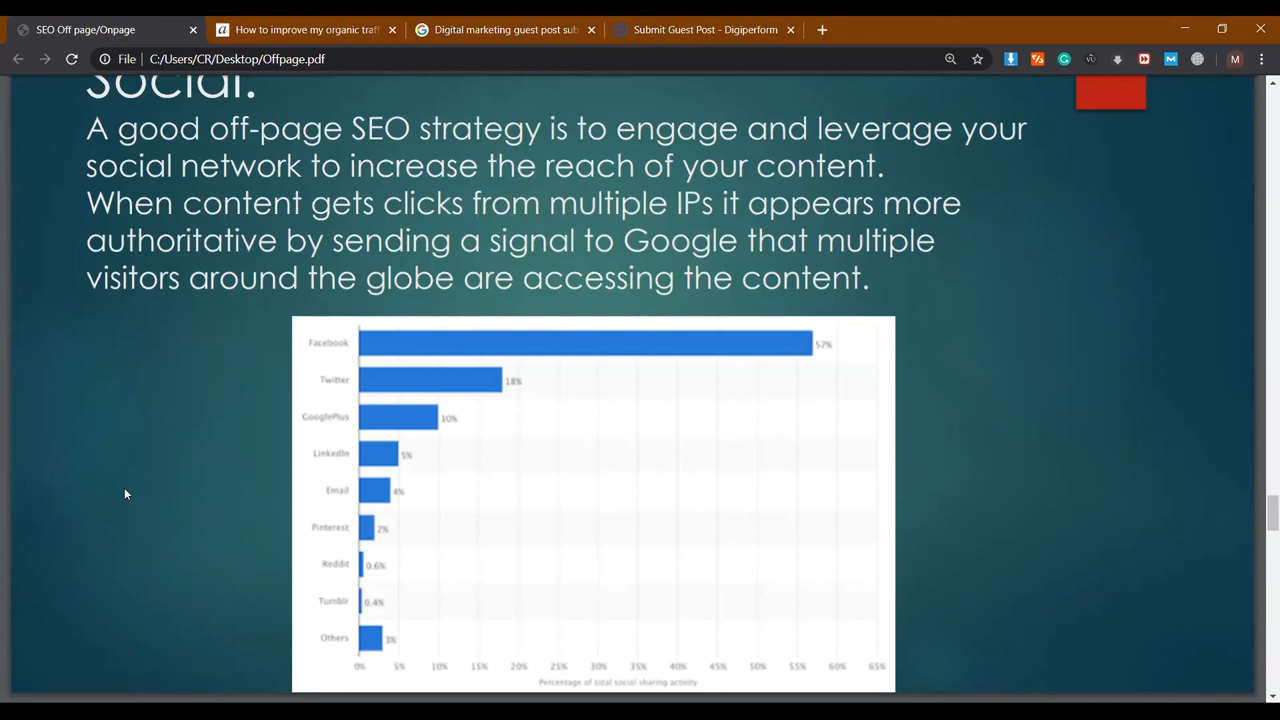 SEO Off page/Onpage
How to improve my organic traff
Digital marketing guest post sub
Submit Guest Post - Digiperform
File C:/Users/CR/Desktop/Offpage.pdf
M
Social:
A good off-page SEO strategy is to engage and leverage your
social network to increase the reach of your content.
When content gets clicks from multiple IPs it appears more
authoritative by sending a signal to Google that multiple
visitors around the globe are accessing the content.
Facebook 57%
Twitter 18%
GooglePlus 10%
LinkedIn 5%
Email 4%
Pinterest 2%
Reddit 0.6%
Tumblr 0.4%
Others 3%
0% 5% 10% 15% 20% 25% 30% 35% 40% 45% 50% 55% 60% 65%
Percentage of total social sharing activity